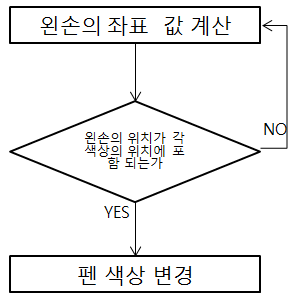 왼손의 좌표 값 계산
왼손의 위치가 각
색상의 위치에 포
함 되는가
NO
YES
펜 색상 변경